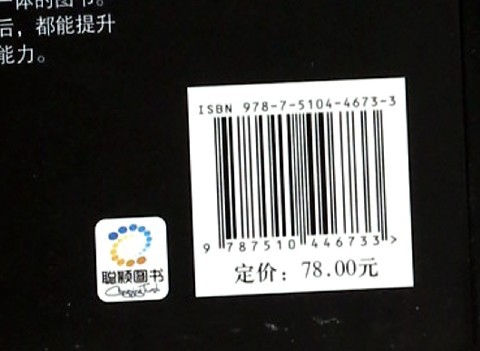 一体的图书。
后，都能提升
能力。
ISBN 978-7-5104-4673-3
9 787510 446733 >
定价：78.00元
聪颖图书